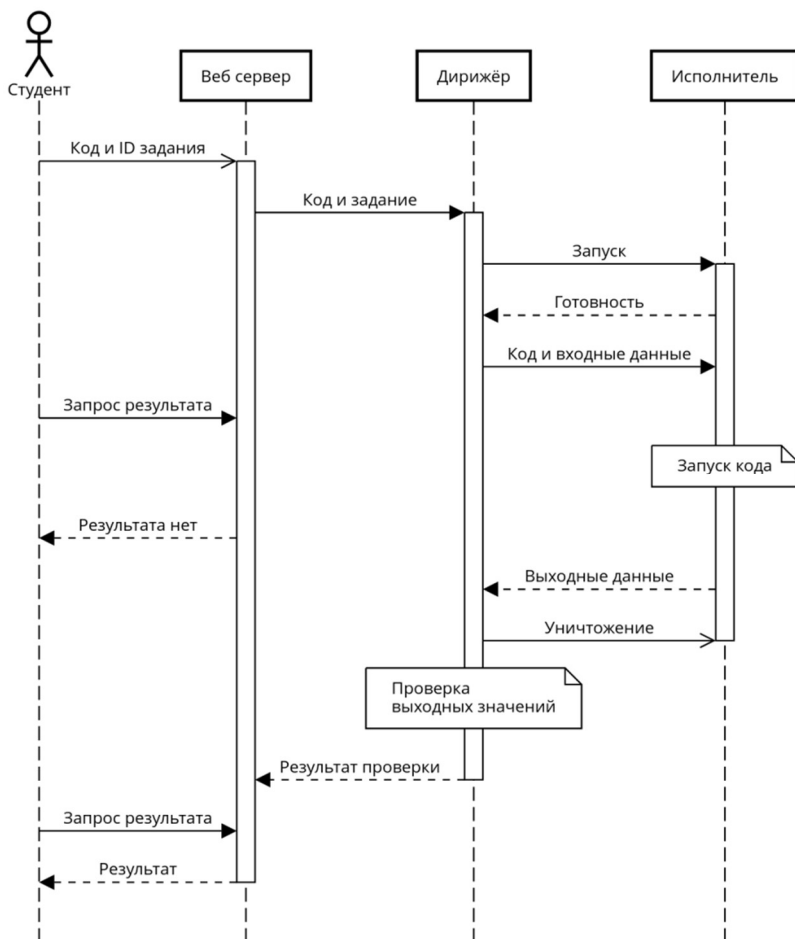 Студент
Веб сервер
Дирижёр
Исполнитель
Код и ID задания
Код и задание
Запуск
Готовность
Код и входные данные
Запрос результата
Запуск кода
Результата нет
Выходные данные
Уничтожение
Проверка
выходных значений
Результат проверки
Запрос результата
Результат